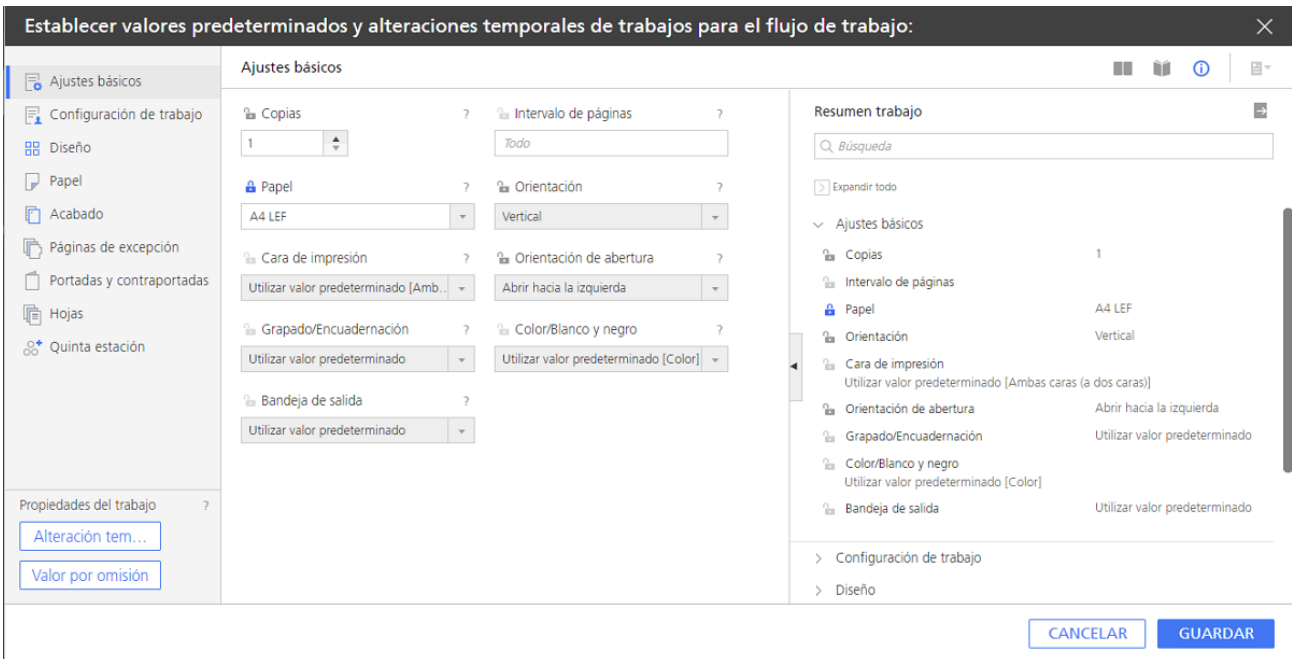 Establecer valores predeterminados y alteraciones temporales de trabajos para el flujo de trabajo:
Ajustes básicos
Configuración de trabajo
Diseño
Papel
Acabado
Páginas de excepción
Portadas y contraportadas
Hojas
Quinta estación
Propiedades del trabajo ?
Alteración tem...
Valor por omisión
Ajustes básicos
Copias ?
1
Intervalo de páginas ?
Todo
Papel ?
A4 LEF
Orientación ?
Vertical
Cara de impresión ?
Utilizar valor predeterminado [Amb..
Orientación de abertura ?
Abrir hacia la izquierda
Grapado/Encuadernación ?
Utilizar valor predeterminado
Color/Blanco y negro ?
Utilizar valor predeterminado [Color]
Bandeja de salida ?
Utilizar valor predeterminado
Resumen trabajo
Búsqueda
Expandir todo
Ajustes básicos
Copias 1
Intervalo de páginas
Papel A4 LEF
Orientación Vertical
Cara de impresión
Utilizar valor predeterminado [Ambas caras (a dos caras)]
Orientación de abertura Abrir hacia la izquierda
Grapado/Encuadernación Utilizar valor predeterminado
Color/Blanco y negro
Utilizar valor predeterminado [Color]
Bandeja de salida Utilizar valor predeterminado
Configuración de trabajo
Diseño
CANCELAR
GUARDAR